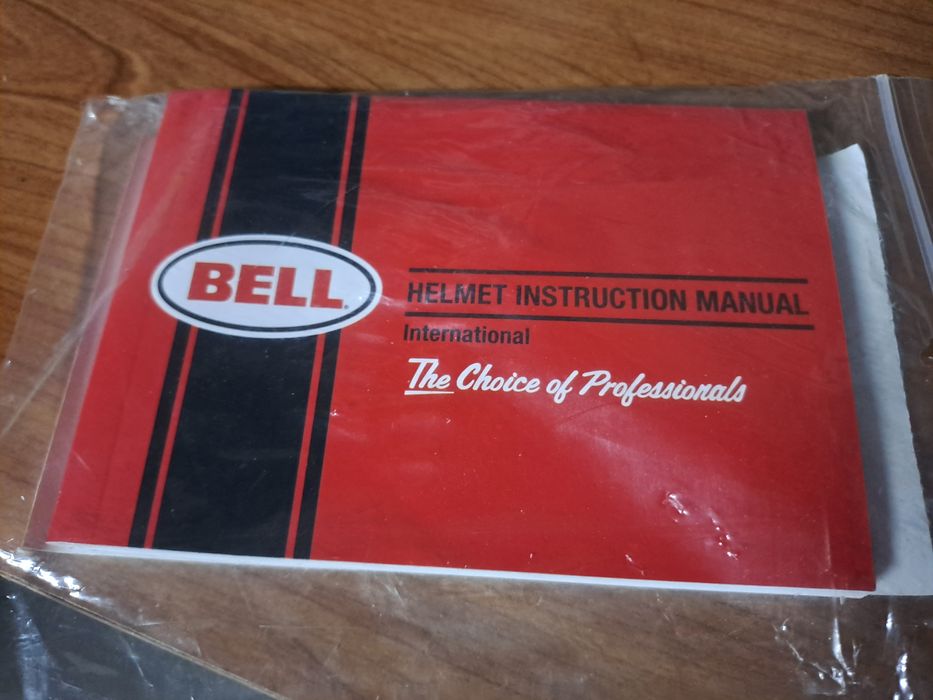 BELL.
HELMET INSTRUCTION MANUAL
International
The Choice of Professionals